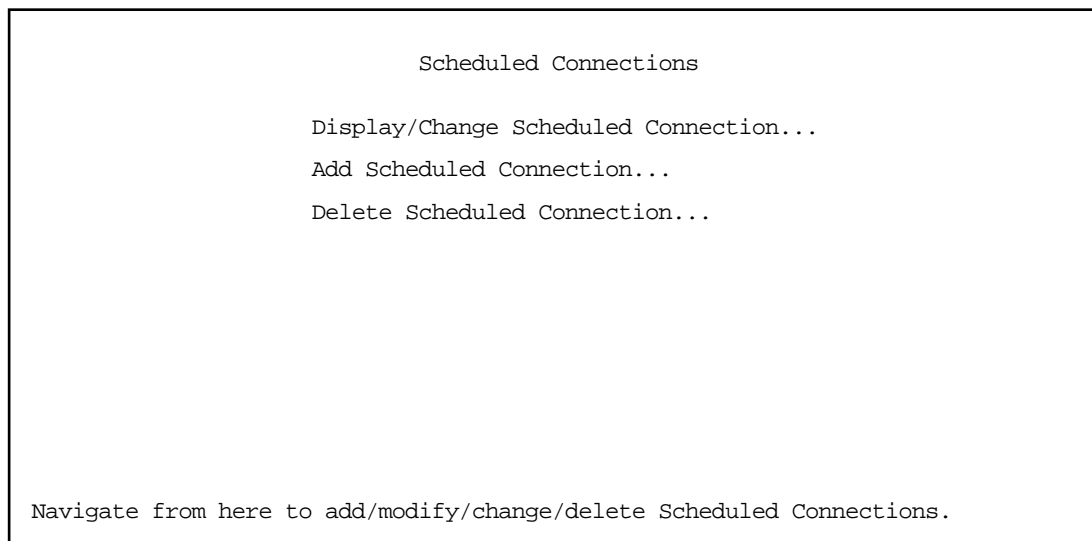 Scheduled Connections
Display/Change Scheduled Connection...
Add Scheduled Connection...
Delete Scheduled Connection...
Navigate from here to add/modify/change/delete Scheduled Connections.